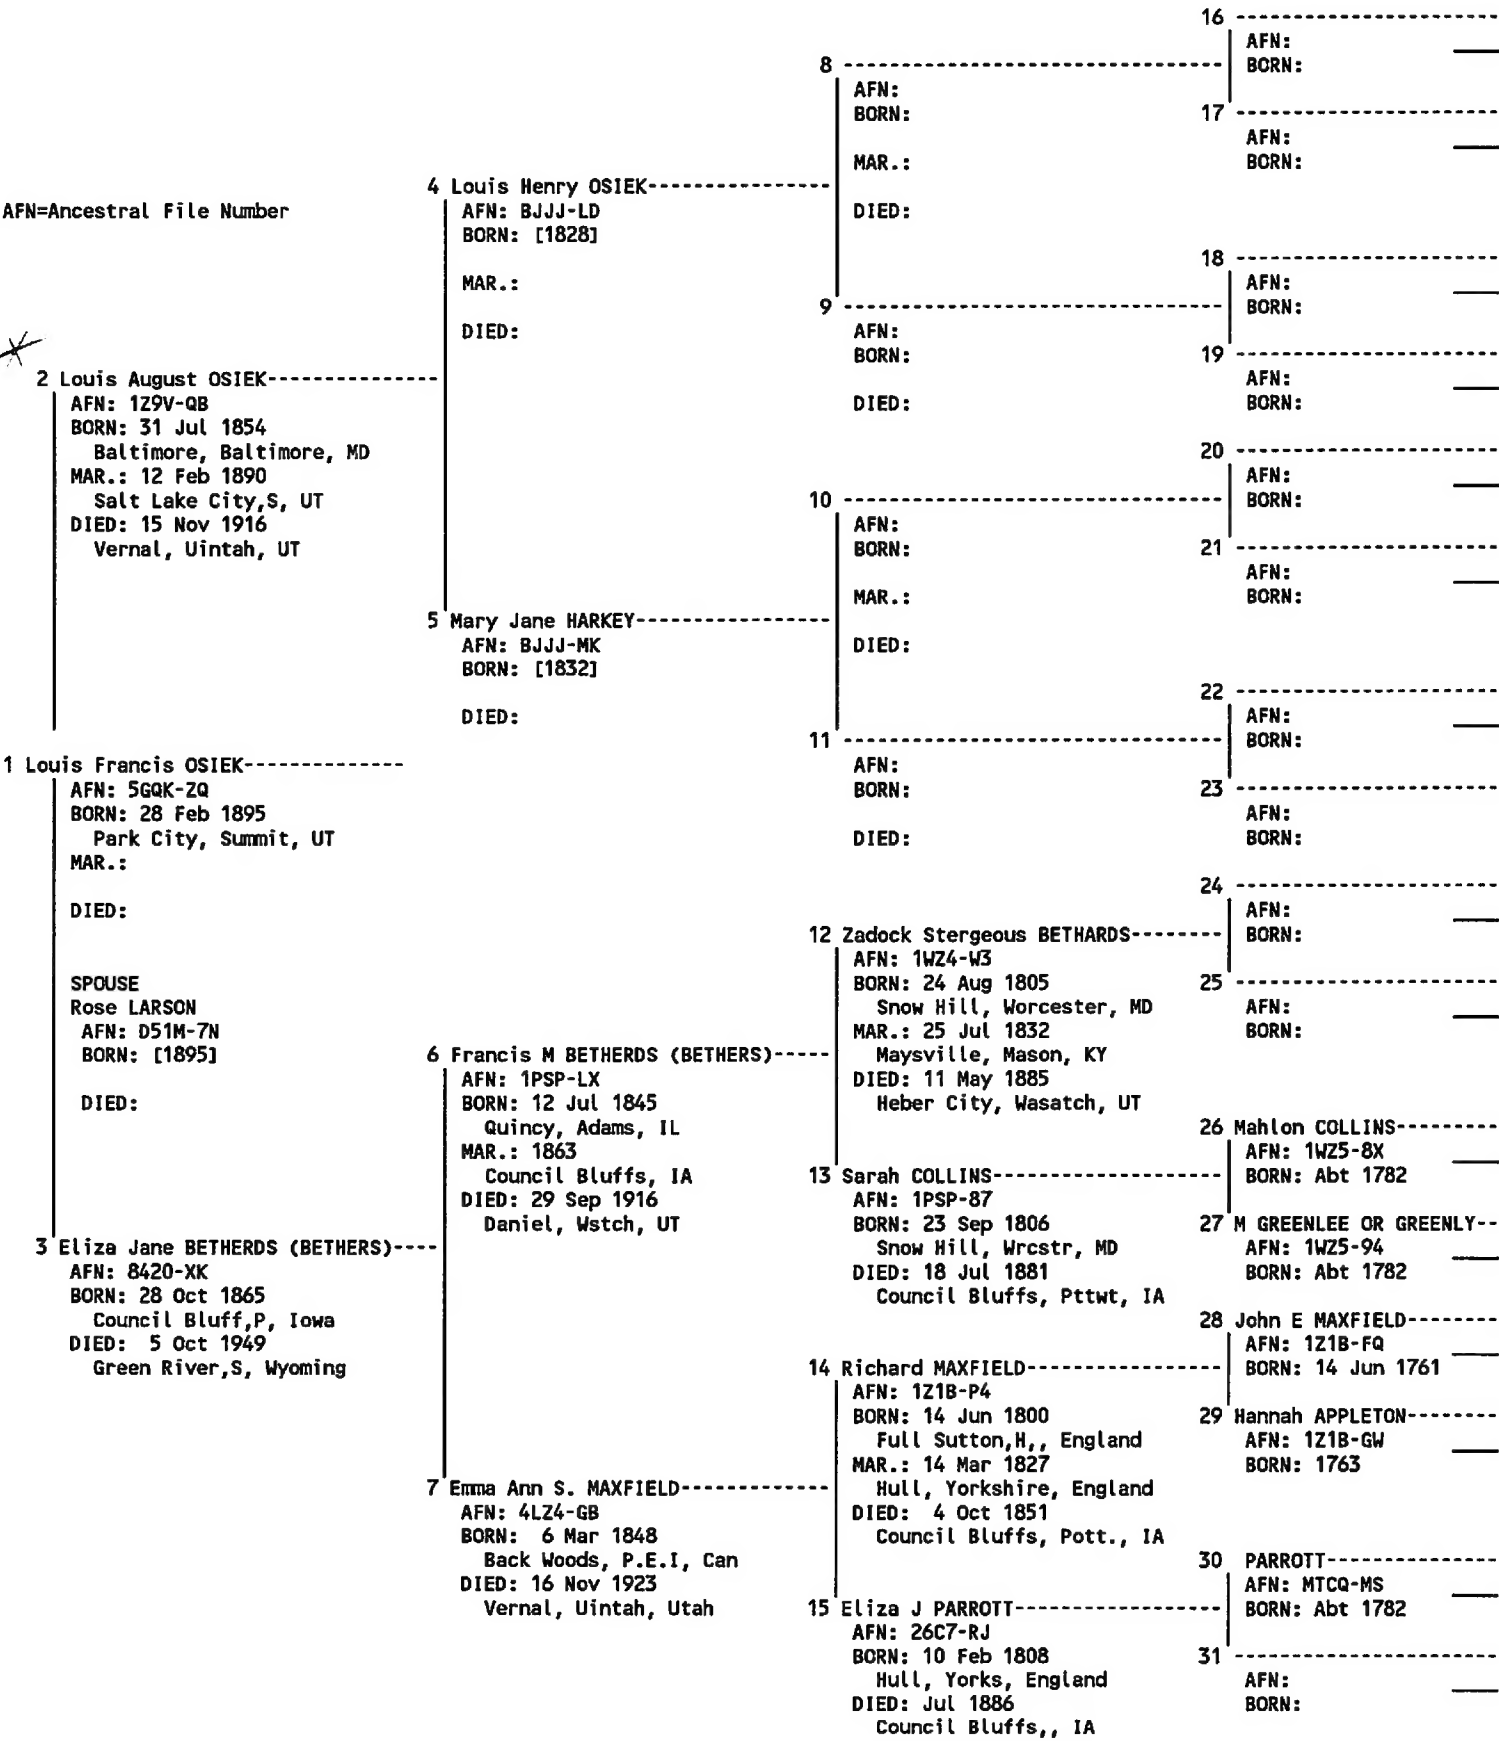 AFN=Ancestral File Number
2 Louis August OSIEK---------------
AFN: 1Z9V-QB
BORN: 31 Jul 1854
Baltimore, Baltimore, MD
MAR.: 12 Feb 1890
Salt Lake City,S, UT
DIED: 15 Nov 1916
Vernal, Uintah, UT
1 Louis Francis OSIEK-------------
AFN: 5GQK-ZQ
BORN: 28 Feb 1895
Park City, Summit, UT
MAR.:
DIED:
SPOUSE
Rose LARSON
AFN: D51M-7N
BORN: [1895]
DIED:
3 Eliza Jane BETHERDS (BETHERS)----
AFN: 8420-XK
BORN: 28 Oct 1865
Council Bluff,P, Iowa
DIED: 5 Oct 1949
Green River,S, Wyoming
4 Louis Henry OSIEK----------------
AFN: BJJJ-LD
BORN: [1828]
MAR.:
DIED:
5 Mary Jane HARKEY-----------------
AFN: BJJJ-MK
BORN: [1832]
DIED:
6 Francis M BETHERDS (BETHERS)-----
AFN: 1PSP-LX
BORN: 12 Jul 1845
Quincy, Adams, IL
MAR.: 1863
Council Bluffs, IA
DIED: 29 Sep 1916
Daniel, Wstch, UT
7 Emma Ann S. MAXFIELD-------------
AFN: 4LZ4-GB
BORN: 6 Mar 1848
Back Woods, P.E.I, Can
DIED: 16 Nov 1923
Vernal, Uintah, Utah
8 -------------------------------
AFN:
BORN:
MAR.:
DIED:
9 -------------------------------
AFN:
BORN:
DIED:
10 -------------------------------
AFN:
BORN:
MAR.:
DIED:
11 -------------------------------
AFN:
BORN:
DIED:
12 Zadock Stergeous BETHARDS-------
AFN: 1WZ4-W3
BORN: 24 Aug 1805
Snow Hill, Worcester, MD
MAR.: 25 Jul 1832
Maysville, Mason, KY
DIED: 11 May 1885
Heber City, Wasatch, UT
13 Sarah COLLINS-------------------
AFN: 1PSP-87
BORN: 23 Sep 1806
Snow Hill, Wrcstr, MD
DIED: 18 Jul 1881
Council Bluffs, Pttwt, IA
14 Richard MAXFIELD----------------
AFN: 1Z1B-P4
BORN: 14 Jun 1800
Full Sutton,H,, England
MAR.: 14 Mar 1827
Hull, Yorkshire, England
DIED: 4 Oct 1851
Council Bluffs, Pott., IA
15 Eliza J PARROTT-----------------
AFN: 26C7-RJ
BORN: 10 Feb 1808
Hull, Yorks, England
DIED: Jul 1886
Council Bluffs,, IA
16 ---------------------
AFN:
BORN:
17 ---------------------
AFN:
BORN:
18 ---------------------
AFN:
BORN:
19 ---------------------
AFN:
BORN:
20 ---------------------
AFN:
BORN:
21 ---------------------
AFN:
BORN:
22 ---------------------
AFN:
BORN:
23 ---------------------
AFN:
BORN:
24 ---------------------
AFN:
BORN:
25 ---------------------
AFN:
BORN:
26 Mahlon COLLINS--------
AFN: 1WZ5-8X
BORN: Abt 1782
27 M GREENLEE OR GREENLY--
AFN: 1WZ5-94
BORN: Abt 1782
28 John E MAXFIELD-------
AFN: 1Z1B-FQ
BORN: 14 Jun 1761
29 Hannah APPLETON-------
AFN: 1Z1B-GW
BORN: 1763
30 PARROTT--------------
AFN: MTCQ-MS
BORN: Abt 1782
31 ---------------------
AFN:
BORN: